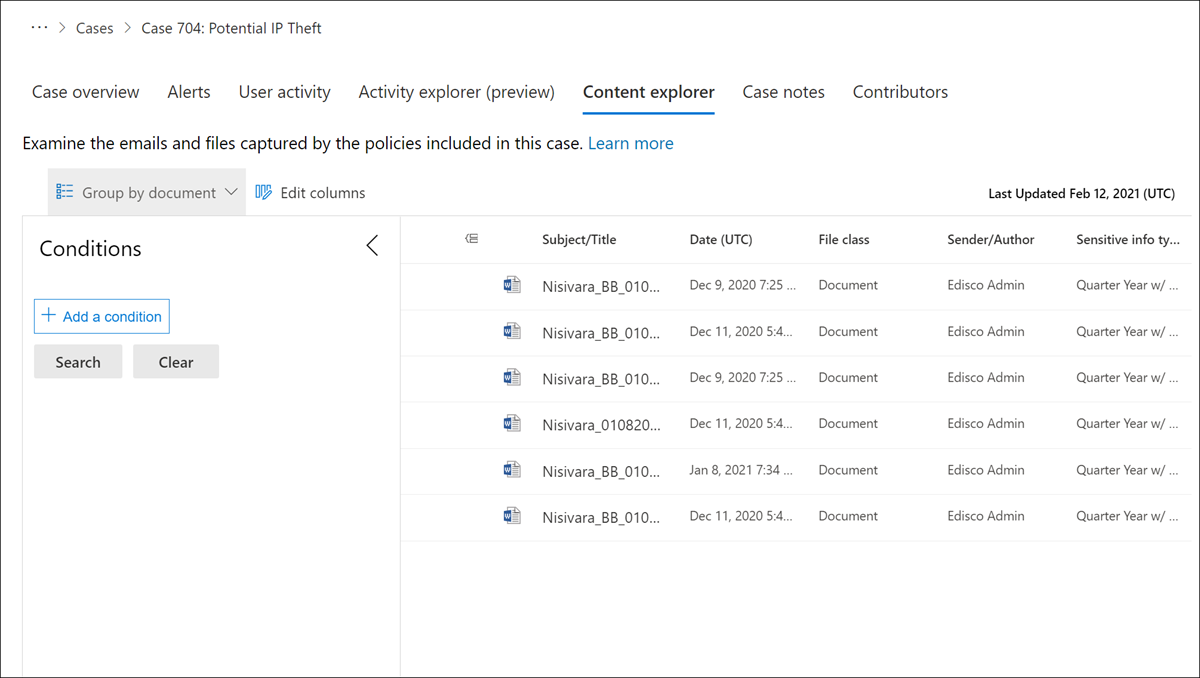 ··· > Cases > Case 704: Potential IP Theft
Case overview Alerts User activity Activity explorer (preview) Content explorer Case notes Contributors
Examine the emails and files captured by the policies included in this case. Learn more
Group by document Edit columns Last Updated Feb 12, 2021 (UTC)
Conditions
+ Add a condition
Search Clear
Subject/Title Date (UTC) File class Sender/Author Sensitive info ty...
Nisivara_BB_010... Dec 9, 2020 7:25 ... Document Edisco Admin Quarter Year w/ ...
Nisivara_BB_010... Dec 11, 2020 5:4... Document Edisco Admin Quarter Year w/ ...
Nisivara_BB_010... Dec 9, 2020 7:25 ... Document Edisco Admin Quarter Year w/ ...
Nisivara_010820... Dec 11, 2020 5:4... Document Edisco Admin Quarter Year w/ ...
Nisivara_BB_010... Jan 8, 2021 7:34 ... Document Edisco Admin Quarter Year w/ ...
Nisivara_BB_010... Dec 11, 2020 5:4... Document Edisco Admin Quarter Year w/ ...